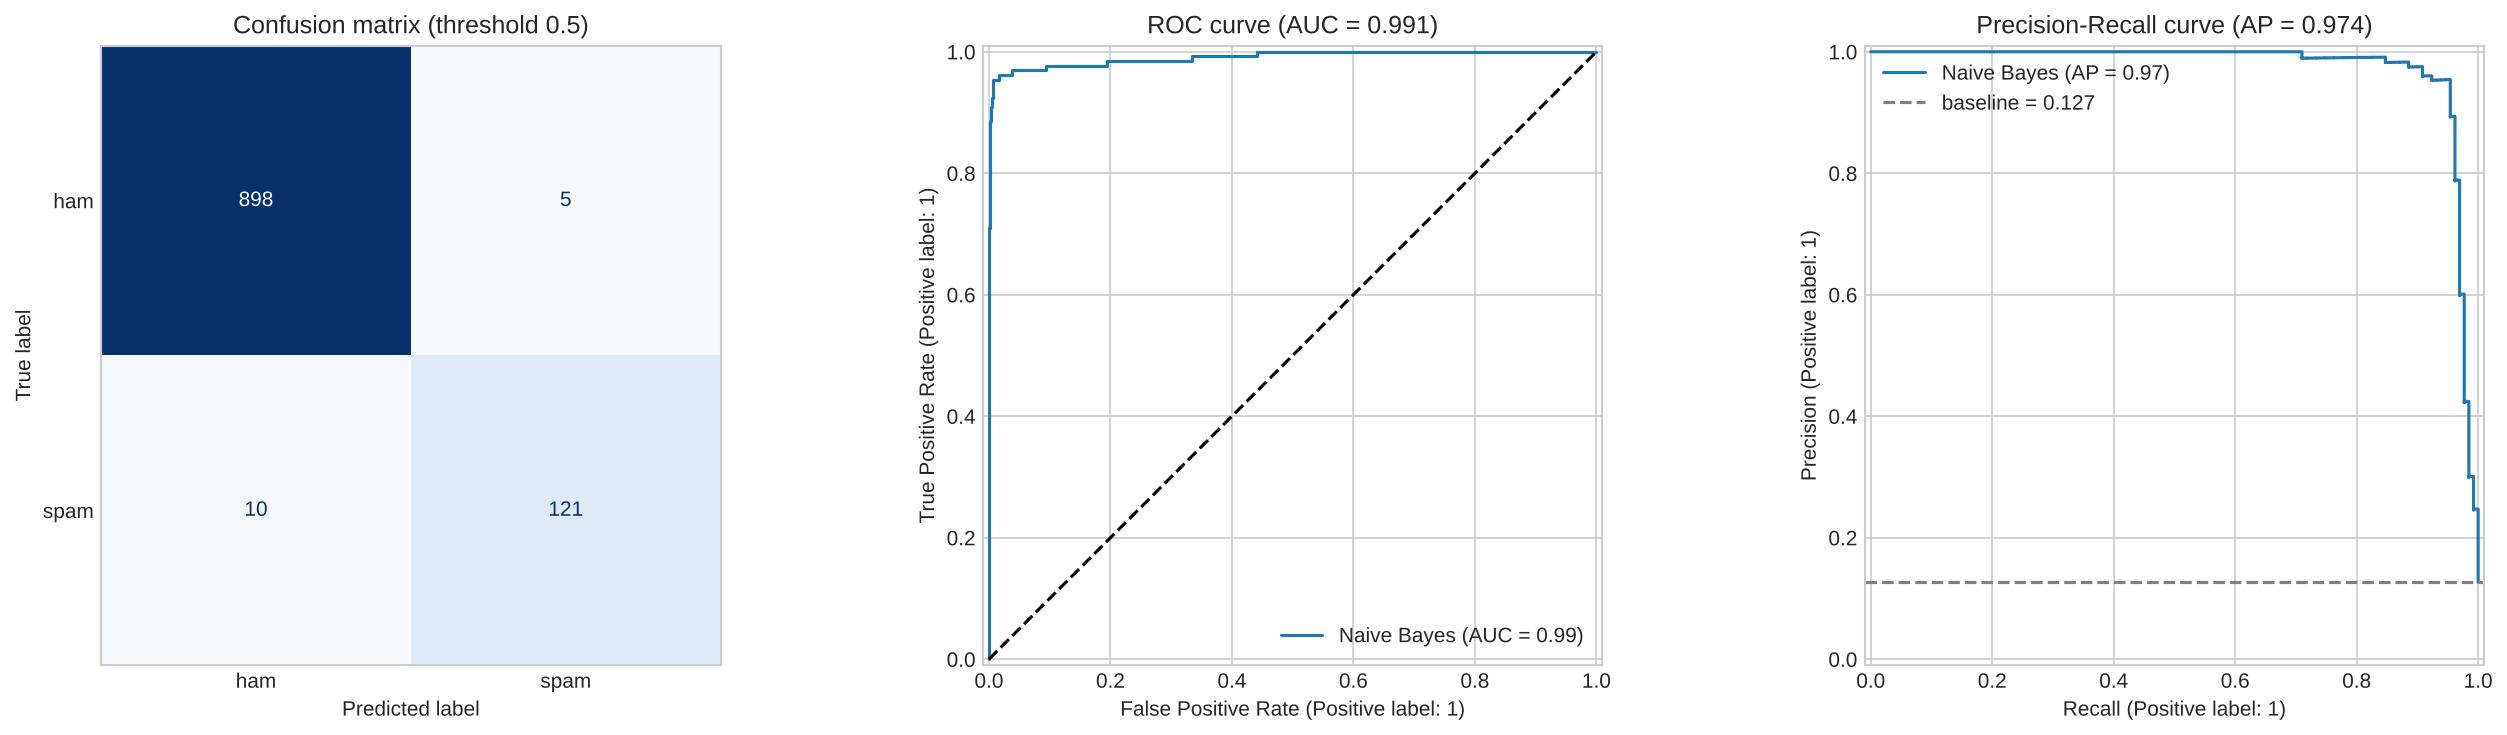 Confusion matrix (threshold 0.5)
True label
ham
spam
898
5
10
121
ham
spam
Predicted label
ROC curve (AUC = 0.991)
True Positive Rate (Positive label: 1)
1.0
0.8
0.6
0.4
0.2
0.0
Naive Bayes (AUC = 0.99)
0.0
0.2
0.4
0.6
0.8
1.0
False Positive Rate (Positive label: 1)
Precision-Recall curve (AP = 0.974)
Precision (Positive label: 1)
1.0
0.8
0.6
0.4
0.2
0.0
Naive Bayes (AP = 0.97)
baseline = 0.127
0.0
0.2
0.4
0.6
0.8
1.0
Recall (Positive label: 1)